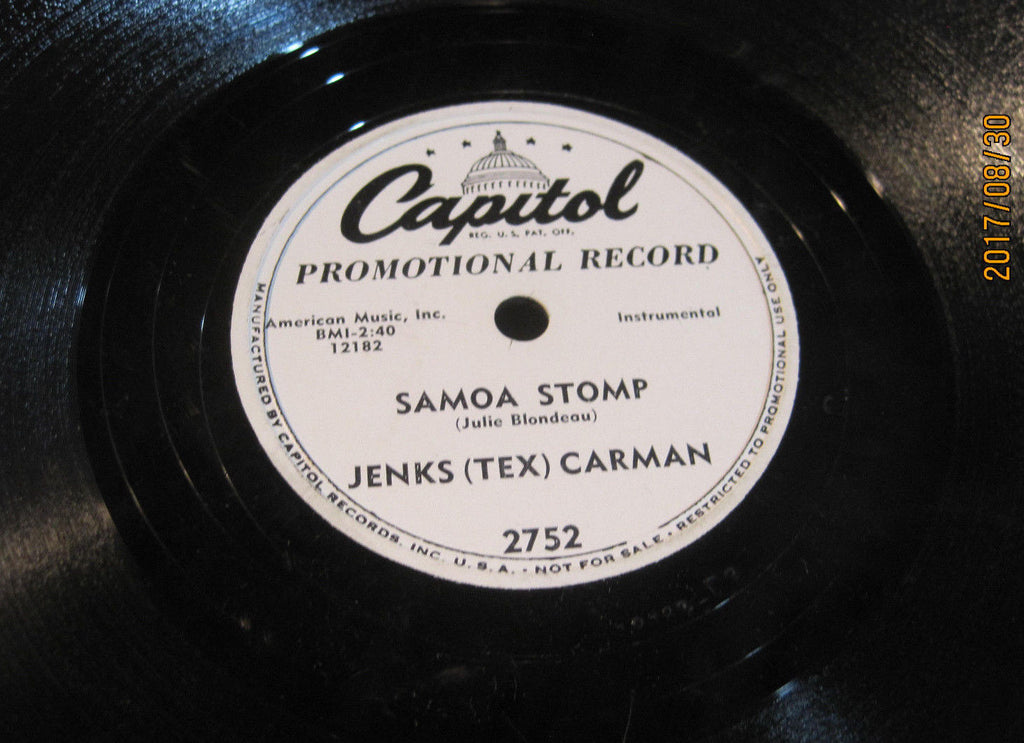 Capitol
REG. U. S. PAT. OFF.
PROMOTIONAL RECORD
American Music, Inc.
BMI-2:40
12182
Instrumental
SAMOA STOMP
(Julie Blondeau)
JENKS (TEX) CARMAN
2752
MANUFACTURED BY CAPITOL RECORDS, INC. U.S.A. · NOT FOR SALE · RESTRICTED TO PROMOTIONAL USE ONLY
2017/08/30